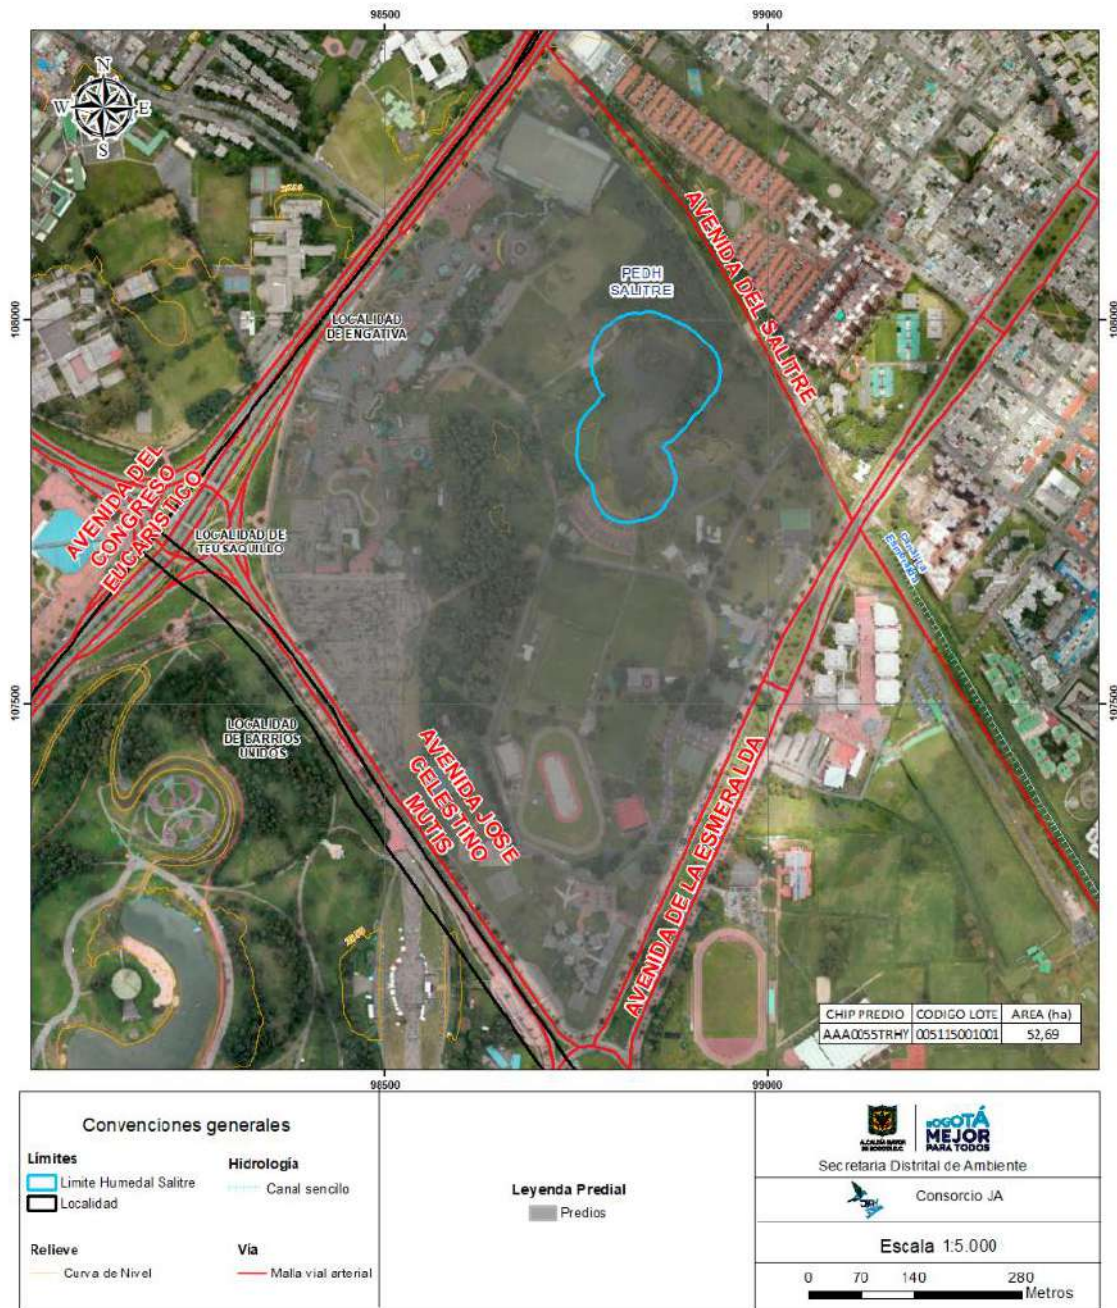 98500
99000
N
W
E
S
AVENIDA DEL SALITRE
PEDH
SALITRE
108000
108000
LOCALIDAD
DE ENGATIVA
AVENIDA DEL
CONGRESO
EUCARISTICO
LOCALIDAD DE
TEUSAQUILLO
107500
107500
LOCALIDAD
DE BARRIOS
UNIDOS
AVENIDA JOSE
CELESTINO
MUTIS
AVENIDA DE LA ESMERALDA
CHIP PREDIO CODIGO LOTE AREA (ha)
AAA0055TRHY 005115001001 52,69
98500
99000
Convenciones generales
Límites
Limite Humedal Salitre
Localidad
Hidrología
Canal sencillo
Relieve
Curva de Nivel
Vía
Malla vial arterial
Leyenda Predial
Predios
ALCALDÍA MAYOR
DE BOGOTÁ D.C.
BOGOTÁ
MEJOR
PARA TODOS
Secretaria Distrital de Ambiente
Consorcio JA
Escala 1:5.000
0 70 140 280
Metros